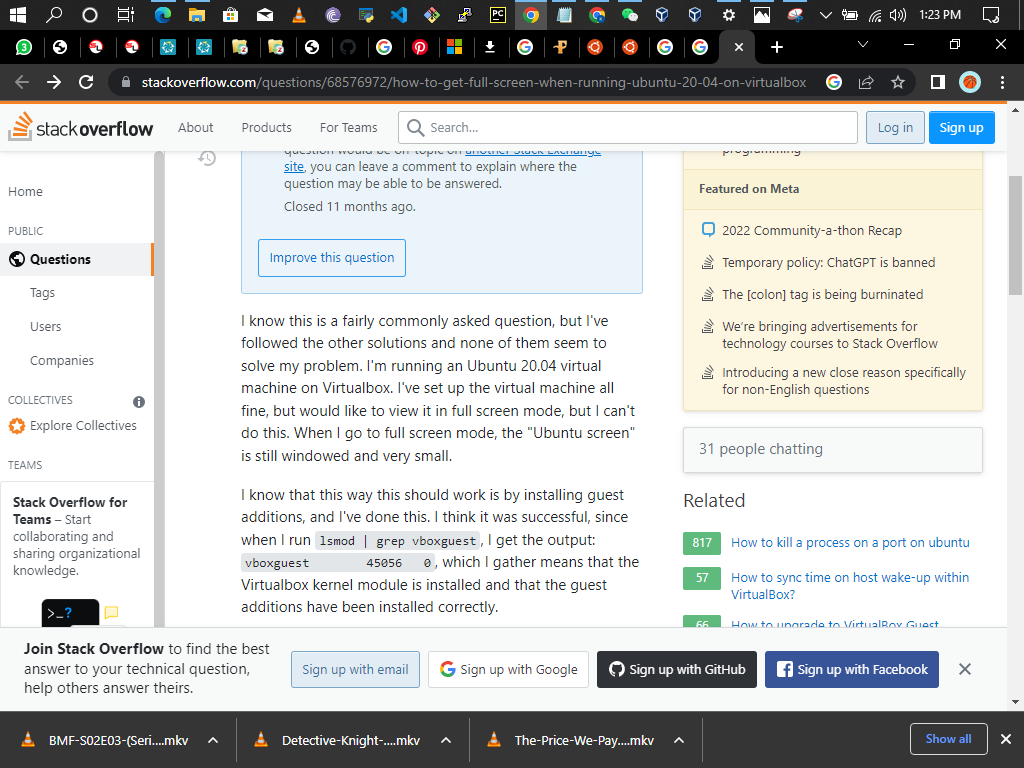 1:23 PM
stackoverflow.com/questions/68576972/how-to-get-full-screen-when-running-ubuntu-20-04-on-virtualbox
stackoverflow
About
Products
For Teams
Search...
Log in
Sign up
Home
PUBLIC
Questions
Tags
Users
Companies
COLLECTIVES
Explore Collectives
TEAMS
Stack Overflow for
Teams – Start
collaborating and
sharing organizational
knowledge.
>_?
question would be on-topic on another Stack Exchange
site, you can leave a comment to explain where the
question may be able to be answered.
Closed 11 months ago.
Improve this question
I know this is a fairly commonly asked question, but I've
followed the other solutions and none of them seem to
solve my problem. I'm running an Ubuntu 20.04 virtual
machine on Virtualbox. I've set up the virtual machine all
fine, but would like to view it in full screen mode, but I can't
do this. When I go to full screen mode, the "Ubuntu screen"
is still windowed and very small.
I know that this way this should work is by installing guest
additions, and I've done this. I think it was successful, since
when I run lsmod | grep vboxguest, I get the output:
vboxguest 45056 0, which I gather means that the
Virtualbox kernel module is installed and that the guest
additions have been installed correctly.
programming
Featured on Meta
2022 Community-a-thon Recap
Temporary policy: ChatGPT is banned
The [colon] tag is being burninated
We're bringing advertisements for
technology courses to Stack Overflow
Introducing a new close reason specifically
for non-English questions
31 people chatting
Related
817 How to kill a process on a port on ubuntu
57 How to sync time on host wake-up within
VirtualBox?
66 How to upgrade to VirtualBox Guest
Join Stack Overflow to find the best
answer to your technical question,
help others answer theirs.
Sign up with email
Sign up with Google
Sign up with GitHub
Sign up with Facebook
BMF-S02E03-(Seri....mkv
Detective-Knight-....mkv
The-Price-We-Pay....mkv
Show all